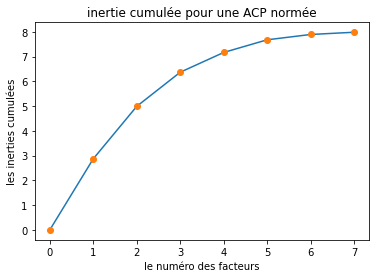 inertie cumulée pour une ACP normée
les inerties cumulées
8
7
6
5
4
3
2
1
0
0 1 2 3 4 5 6 7
le numéro des facteurs